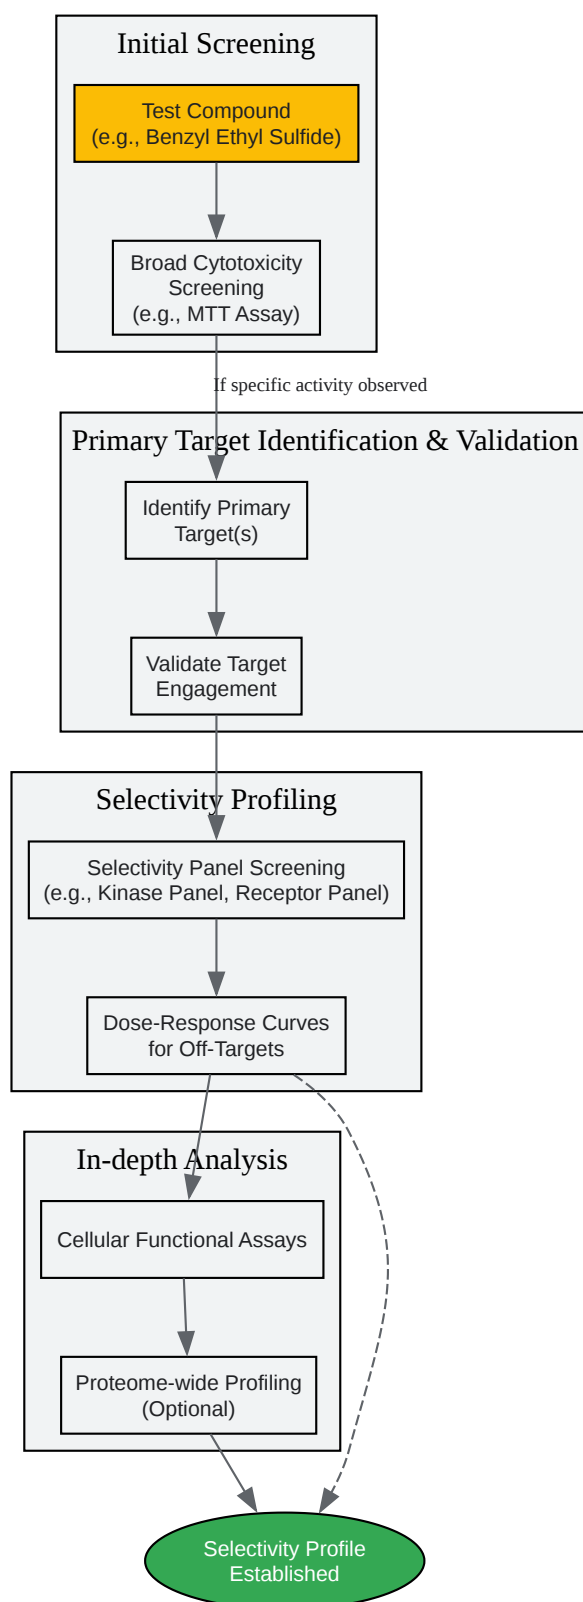 Initial Screening
Test Compound
(e.g., Benzyl Ethyl Sulfide)
Broad Cytotoxicity
Screening
(e.g., MTT Assay)
If specific activity observed
Primary Target Identification & Validation
Identify Primary
Target(s)
Validate Target
Engagement
Selectivity Profiling
Selectivity Panel Screening
(e.g., Kinase Panel, Receptor Panel)
Dose-Response Curves
for Off-Targets
In-depth Analysis
Cellular Functional Assays
Proteome-wide Profiling
(Optional)
Selectivity Profile
Established